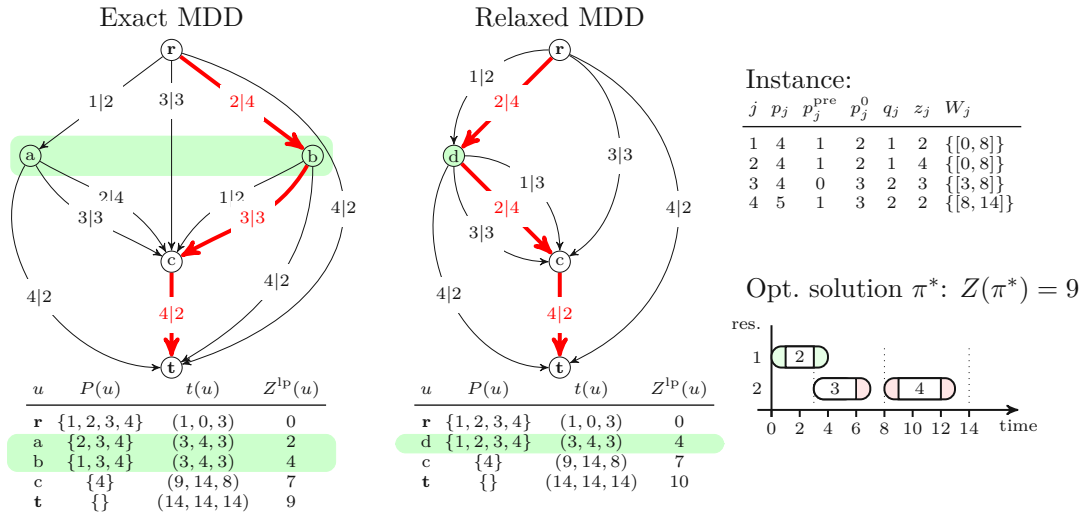 Exact MDD
r
1|2
3|3
2|4
a
b
2|4
1|2
3|3
3|3
4|2
c
4|2
4|2
4|2
t
u P(u) t(u) Z^lp(u)
r {1, 2, 3, 4} (1, 0, 3) 0
a {2, 3, 4} (3, 4, 3) 2
b {1, 3, 4} (3, 4, 3) 4
c {4} (9, 14, 8) 7
t {} (14, 14, 14) 9
Relaxed MDD
r
1|2
2|4
3|3
d
1|3
2|4
4|2
3|3
c
4|2
4|2
t
u P(u) t(u) Z^lp(u)
r {1, 2, 3, 4} (1, 0, 3) 0
d {1, 2, 3, 4} (3, 4, 3) 4
c {4} (9, 14, 8) 7
t {} (14, 14, 14) 10
Instance:
j p_j p_j^pre p_j^0 q_j z_j W_j
1 4 1 2 1 2 {[0, 8]}
2 4 1 2 1 4 {[0, 8]}
3 4 0 3 2 3 {[3, 8]}
4 5 1 3 2 2 {[8, 14]}
Opt. solution π*: Z(π*) = 9
res.
1 2
2 3 4
time
0 2 4 6 8 10 12 14